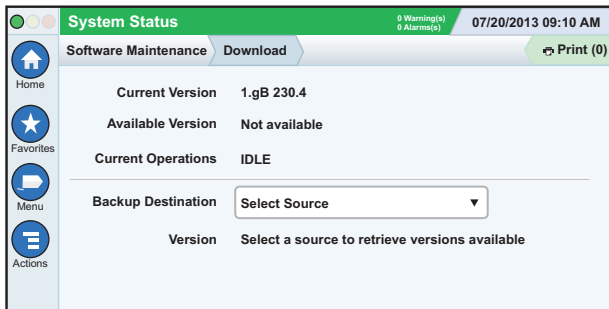 System Status
0 Warning(s)
0 Alarms(s)
07/20/2013 09:10 AM
Software Maintenance
Download
Print (0)
Home
Favorites
Menu
Actions
Current Version 1.gB 230.4
Available Version Not available
Current Operations IDLE
Backup Destination Select Source
Version Select a source to retrieve versions available